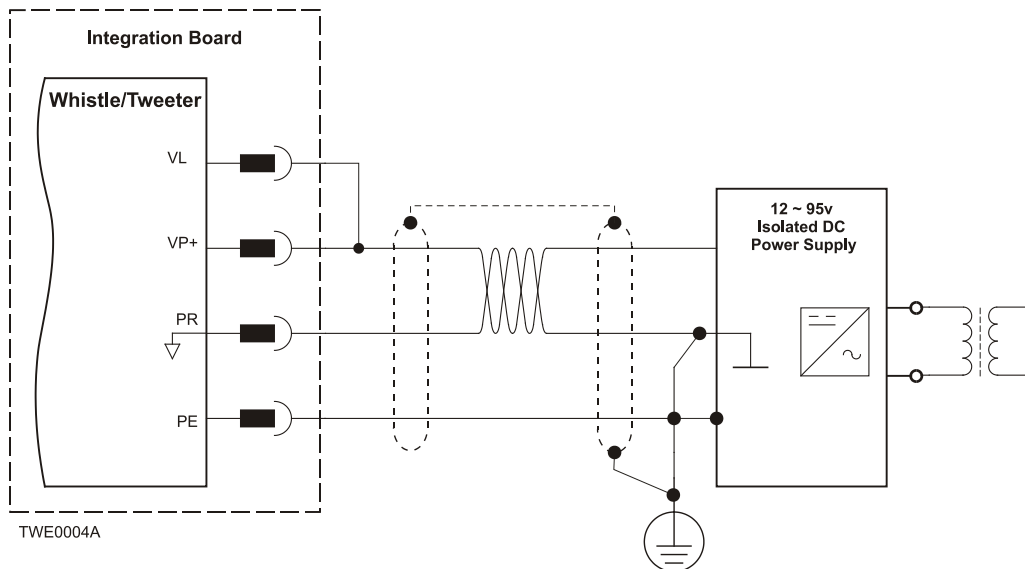 Integration Board
Whistle/Tweeter
VL
VP+
PR
PE
12 ~ 95v
Isolated DC
Power Supply
TWE0004A